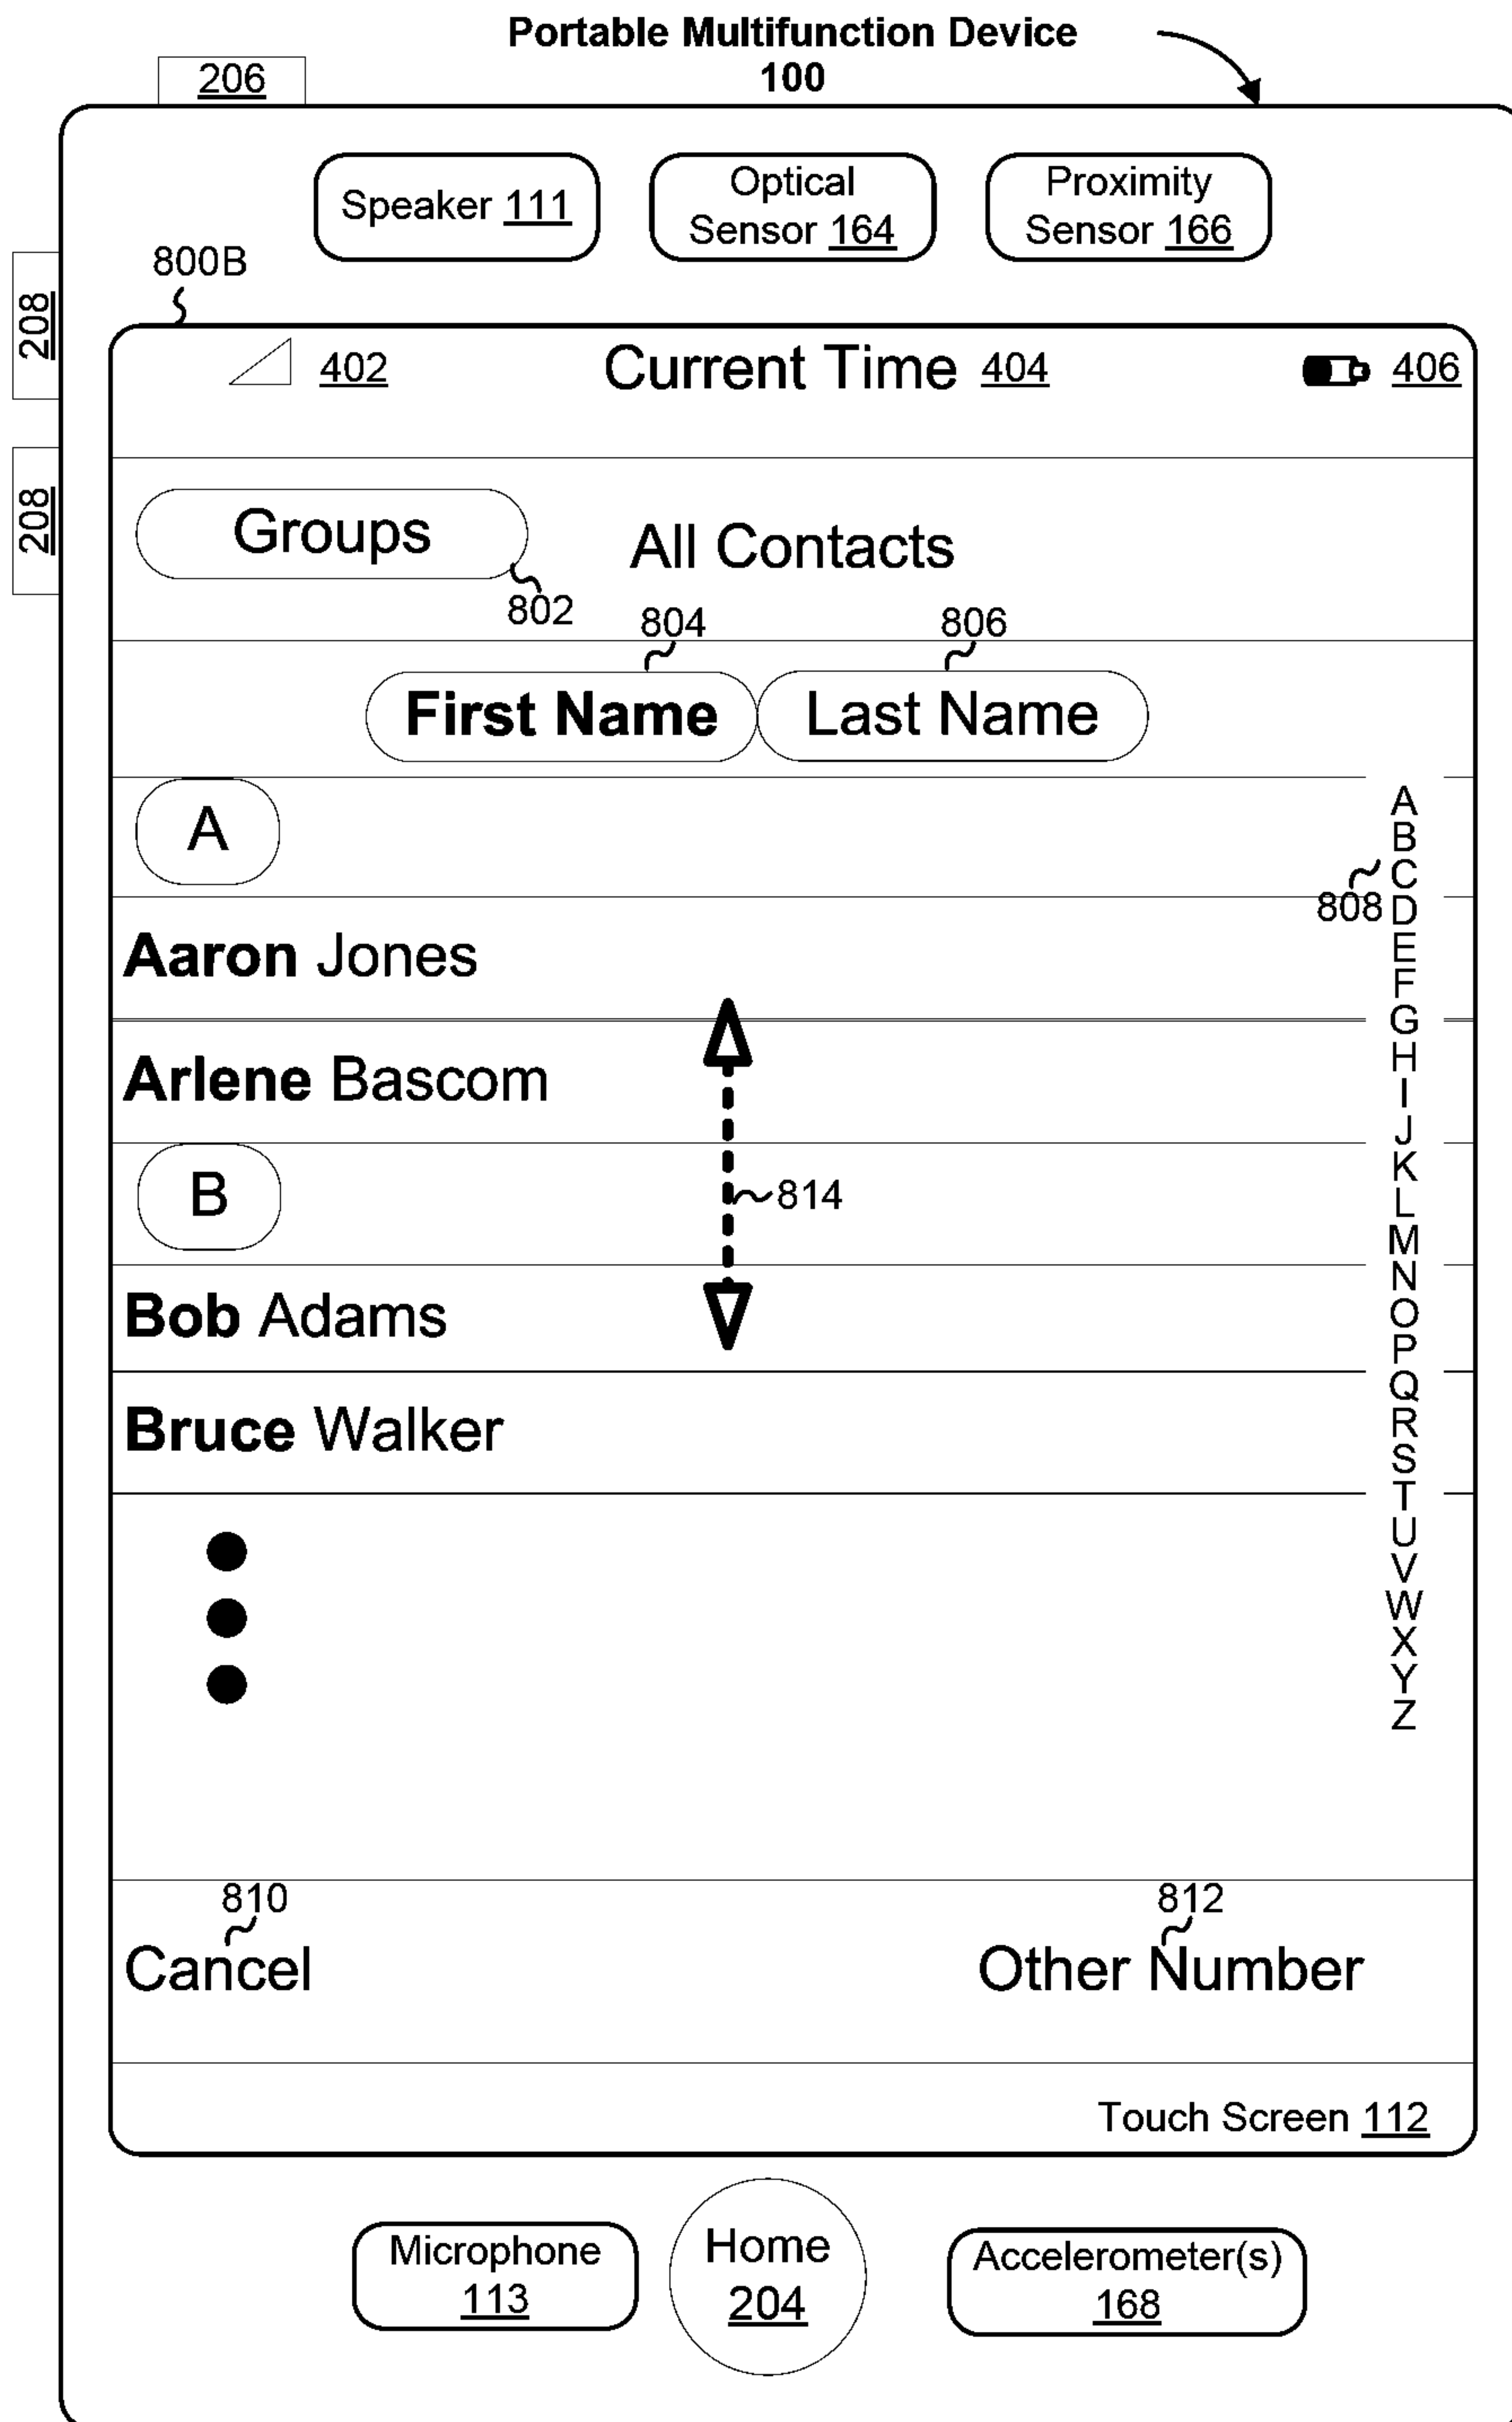 Portable Multifunction Device
100
206
Speaker 111
Optical
Sensor 164
Proximity
Sensor 166
800B
208
208
402
Current Time 404
406
Groups
All Contacts
802
804
806
First Name
Last Name
A
Aaron Jones
Arlene Bascom
B
814
Bob Adams
Bruce Walker
808
A
B
C
D
E
F
G
H
I
J
K
L
M
N
O
P
Q
R
S
T
U
V
W
X
Y
Z
810
812
Cancel
Other Number
Touch Screen 112
Microphone
113
Home
204
Accelerometer(s)
168